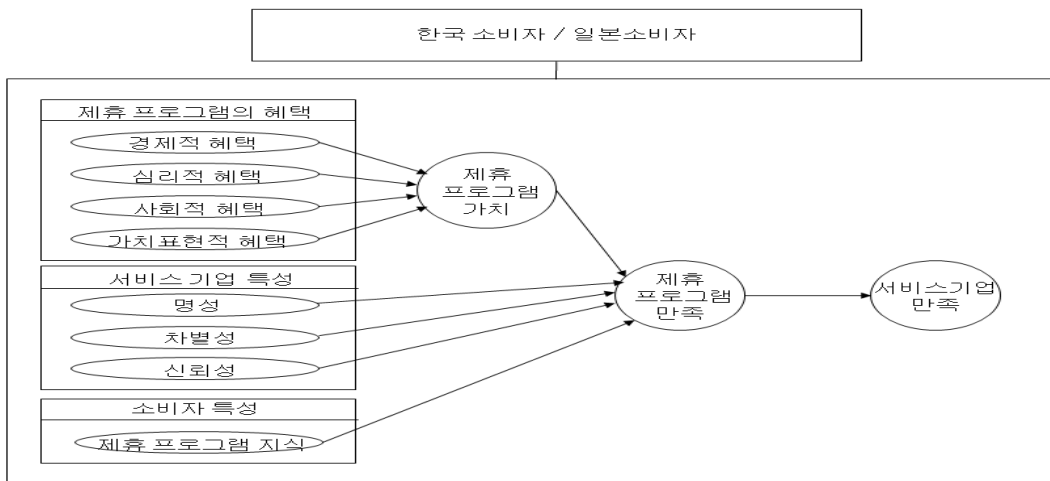 한국 소비자 / 일본소비자
제휴 프로그램의 혜택
경제적 혜택
심리적 혜택
사회적 혜택
가치표현적 혜택
제휴
프로그램
가치
서비스 기업 특성
명성
차별성
신뢰성
제휴
프로그램
만족
서비스기업
만족
소비자 특성
제휴 프로그램 지식